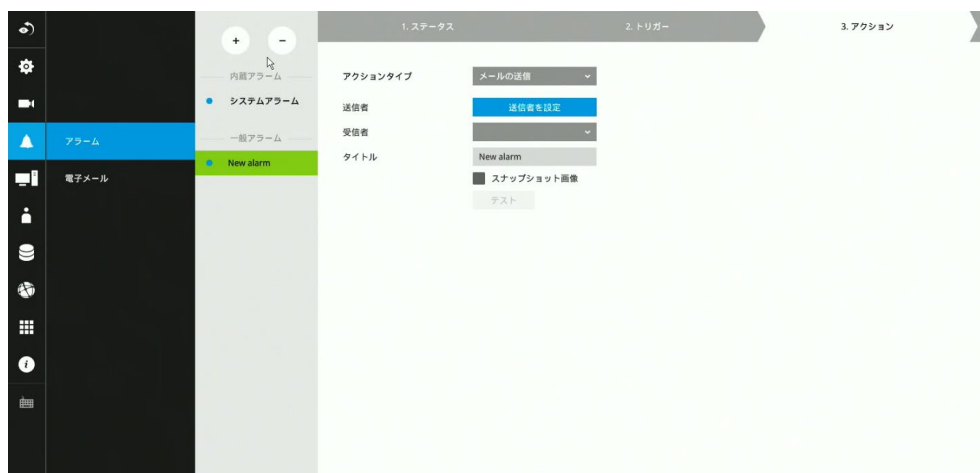 1. ステータス
2. トリガー
3. アクション
+
-
内蔵アラーム
システムアラーム
一般アラーム
New alarm
アラーム
電子メール
アクションタイプ
メールの送信
送信者
送信者を設定
受信者
タイトル
New alarm
スナップショット画像
テスト